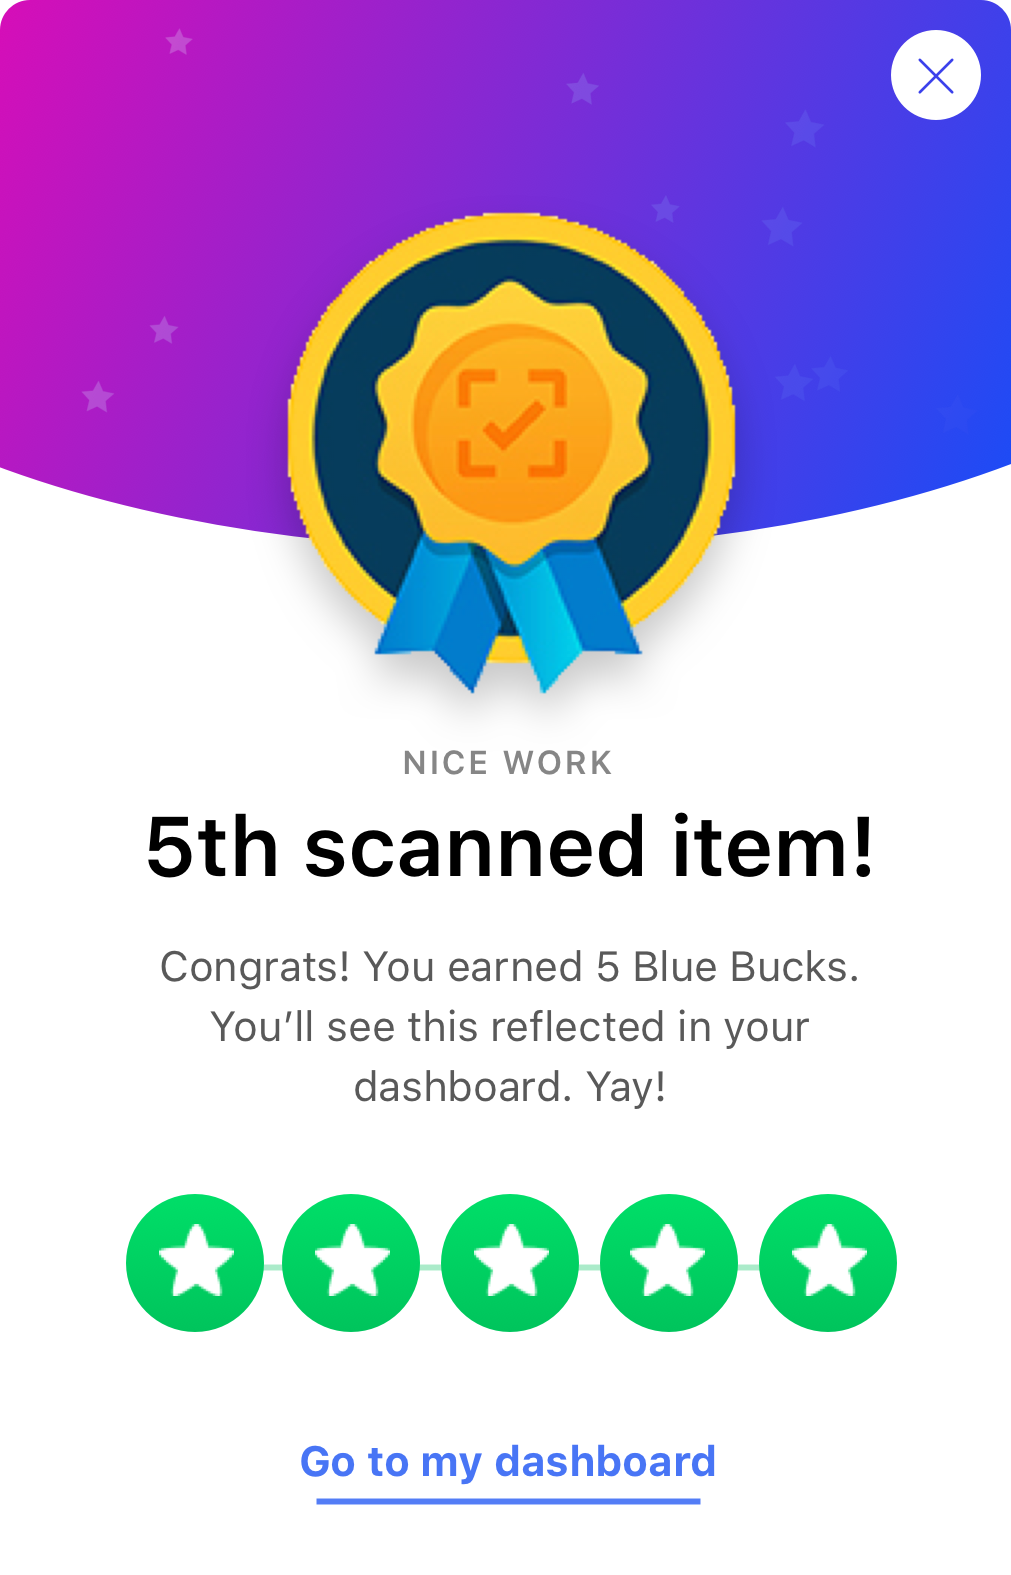 NICE WORK
5th scanned item!
Congrats! You earned 5 Blue Bucks.
You’ll see this reflected in your
dashboard. Yay!
Go to my dashboard